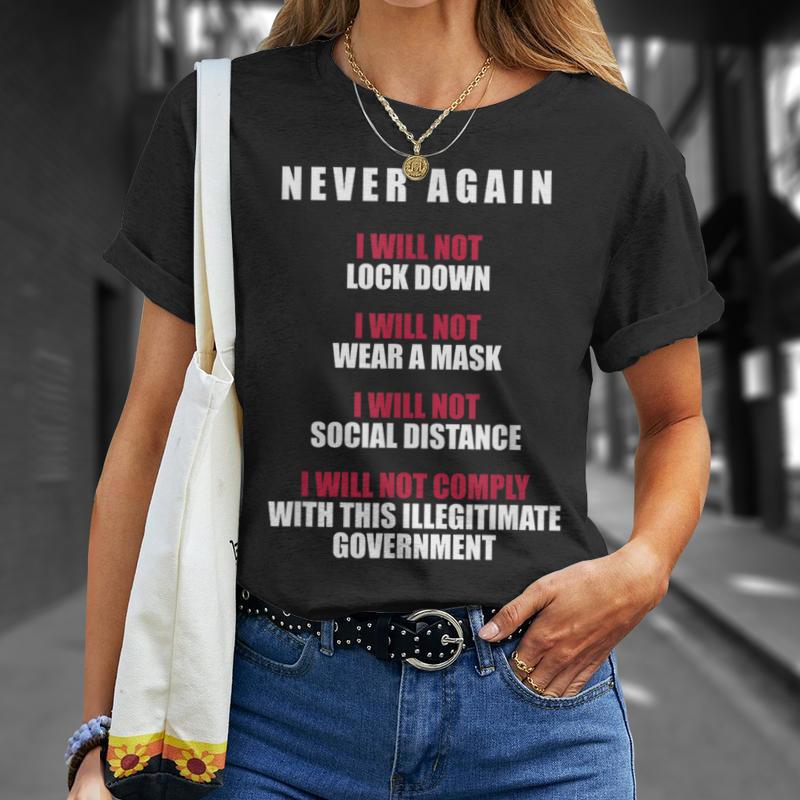 NEVER AGAIN
I WILL NOT
LOCK DOWN
I WILL NOT
WEAR A MASK
I WILL NOT
SOCIAL DISTANCE
I WILL NOT COMPLY
WITH THIS ILLEGITIMATE
GOVERNMENT